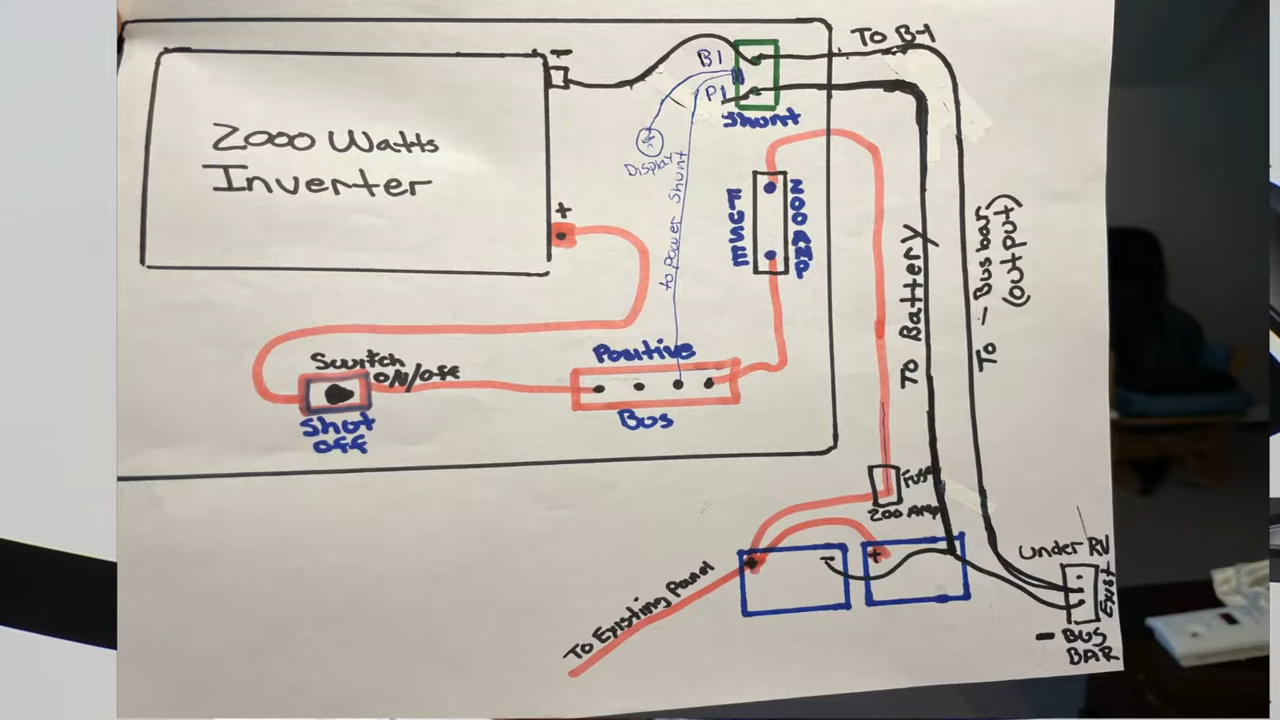 2000 Watts
Inverter
-
+
B1
P1
Shunt
Display
to power shunt
FUSE
200 AMP
Switch
ON/OFF
Shut
off
Positive
Bus
TO B-1
TO Battery
TO - Bus bar
(output)
Fuse
200 AMP
+
-
+
TO Existing panel
under RV
Exist
- BUS
BAR